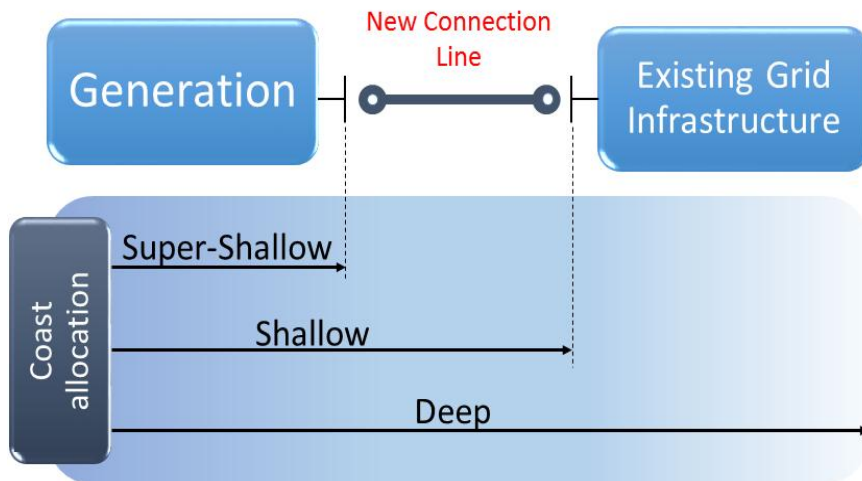 Generation
New Connection
Line
Existing Grid
Infrastructure
Coast
allocation
Super-Shallow
Shallow
Deep